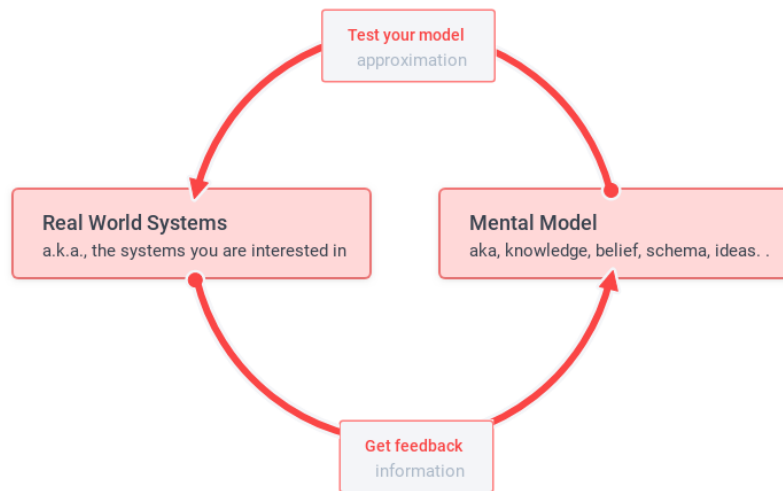 Test your model
approximation
Real World Systems
a.k.a., the systems you are interested in
Mental Model
aka, knowledge, belief, schema, ideas. .
Get feedback
information